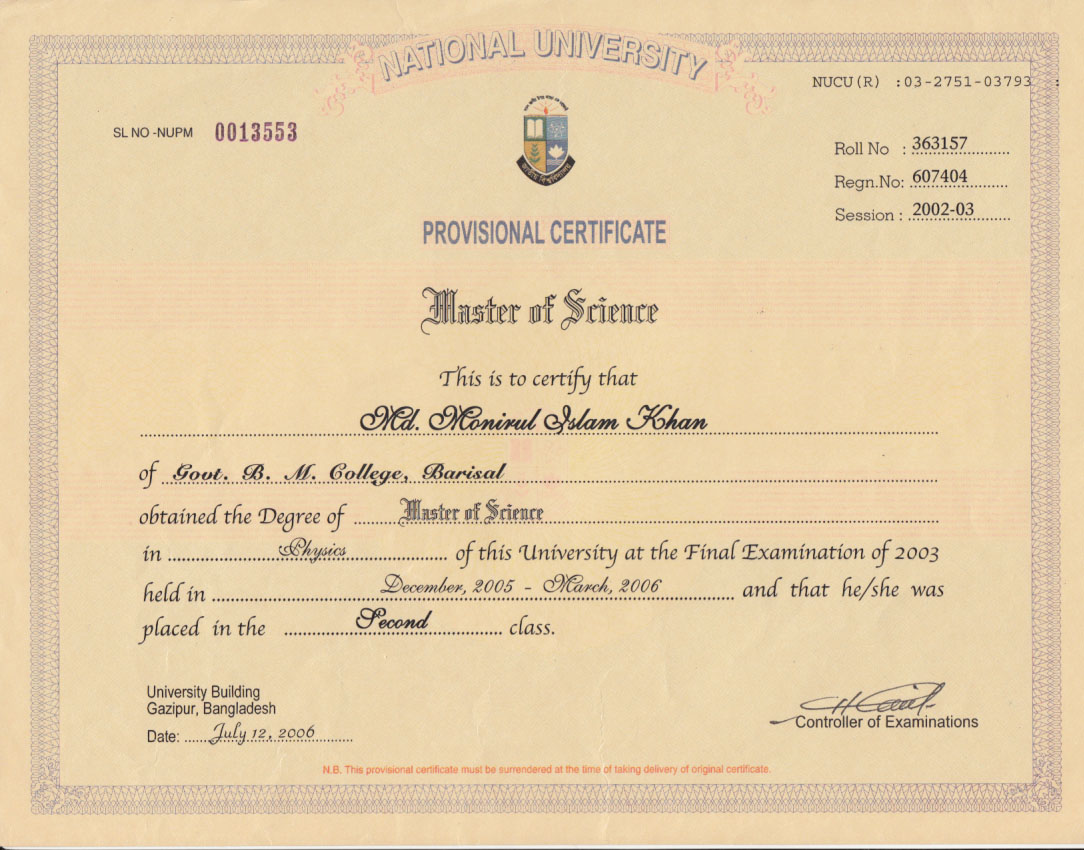 NATIONAL UNIVERSITY
NUCU(R) :03-2751-03793 :
SL NO -NUPM 0013553
Roll No : 363157
Regn.No: 607404
Session : 2002-03
PROVISIONAL CERTIFICATE
Master of Science
This is to certify that
Md. Monirul Islam Khan
of Govt. B. M. College, Barisal
obtained the Degree of Master of Science
in Physics of this University at the Final Examination of 2003
held in December, 2005 - March, 2006 and that he/she was
placed in the Second class.
University Building
Gazipur, Bangladesh
Date: July 12, 2006
Controller of Examinations
N.B. This provisional certificate must be surrendered at the time of taking delivery of original certificate.